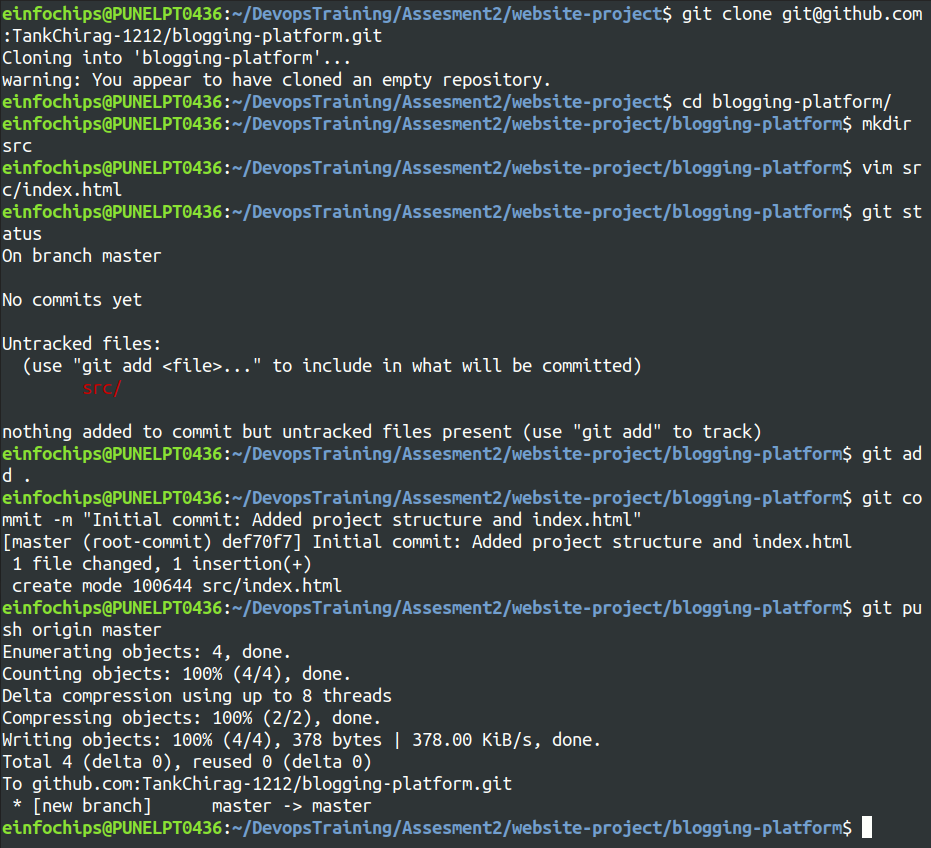 einfochips@PUNELPT0436:~/DevopsTraining/Assesment2/website-project$ git clone git@github.com
:TankChirag-1212/blogging-platform.git
Cloning into 'blogging-platform'...
warning: You appear to have cloned an empty repository.
einfochips@PUNELPT0436:~/DevopsTraining/Assesment2/website-project$ cd blogging-platform/
einfochips@PUNELPT0436:~/DevopsTraining/Assesment2/website-project/blogging-platform$ mkdir
src
einfochips@PUNELPT0436:~/DevopsTraining/Assesment2/website-project/blogging-platform$ vim sr
c/index.html
einfochips@PUNELPT0436:~/DevopsTraining/Assesment2/website-project/blogging-platform$ git st
atus
On branch master

No commits yet

Untracked files:
  (use "git add <file>..." to include in what will be committed)
        src/

nothing added to commit but untracked files present (use "git add" to track)
einfochips@PUNELPT0436:~/DevopsTraining/Assesment2/website-project/blogging-platform$ git ad
d .
einfochips@PUNELPT0436:~/DevopsTraining/Assesment2/website-project/blogging-platform$ git co
mmit -m "Initial commit: Added project structure and index.html"
[master (root-commit) def70f7] Initial commit: Added project structure and index.html
 1 file changed, 1 insertion(+)
 create mode 100644 src/index.html
einfochips@PUNELPT0436:~/DevopsTraining/Assesment2/website-project/blogging-platform$ git pu
sh origin master
Enumerating objects: 4, done.
Counting objects: 100% (4/4), done.
Delta compression using up to 8 threads
Compressing objects: 100% (2/2), done.
Writing objects: 100% (4/4), 378 bytes | 378.00 KiB/s, done.
Total 4 (delta 0), reused 0 (delta 0)
To github.com:TankChirag-1212/blogging-platform.git
 * [new branch]      master -> master
einfochips@PUNELPT0436:~/DevopsTraining/Assesment2/website-project/blogging-platform$